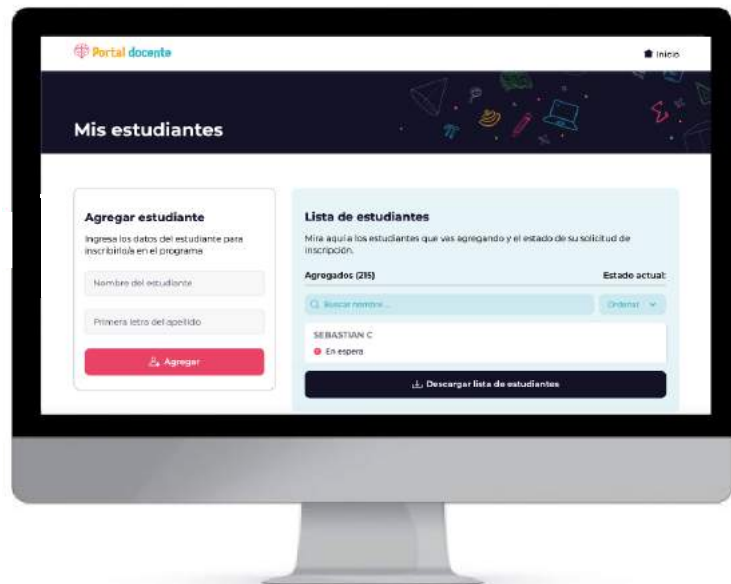 Portal docente
Inicio
Mis estudiantes
Agregar estudiante
Ingresa los datos del estudiante para
inscribirlo/a en el programa
Nombre del estudiante
Primera letra del apellido
Agregar
Lista de estudiantes
Mira aquí a los estudiantes que vas agregando y el estado de su solicitud de
inscripción.
Agregados (215)
Estado actual:
Buscar nombre...
Ordenar
SEBASTIAN C
En espera
Descargar lista de estudiantes